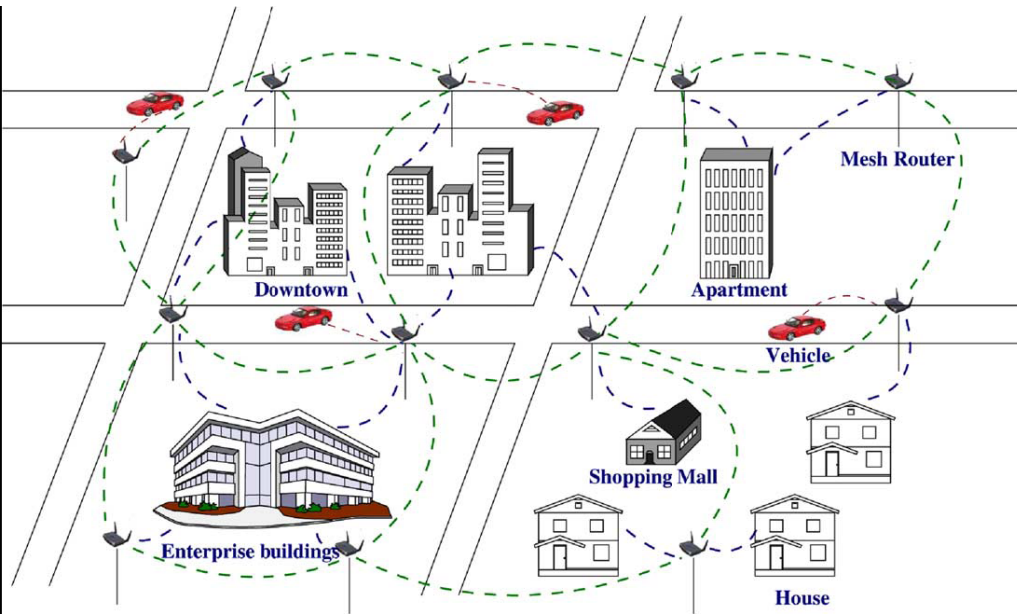 Mesh Router
Downtown
Apartment
Vehicle
Shopping Mall
Enterprise buildings
House